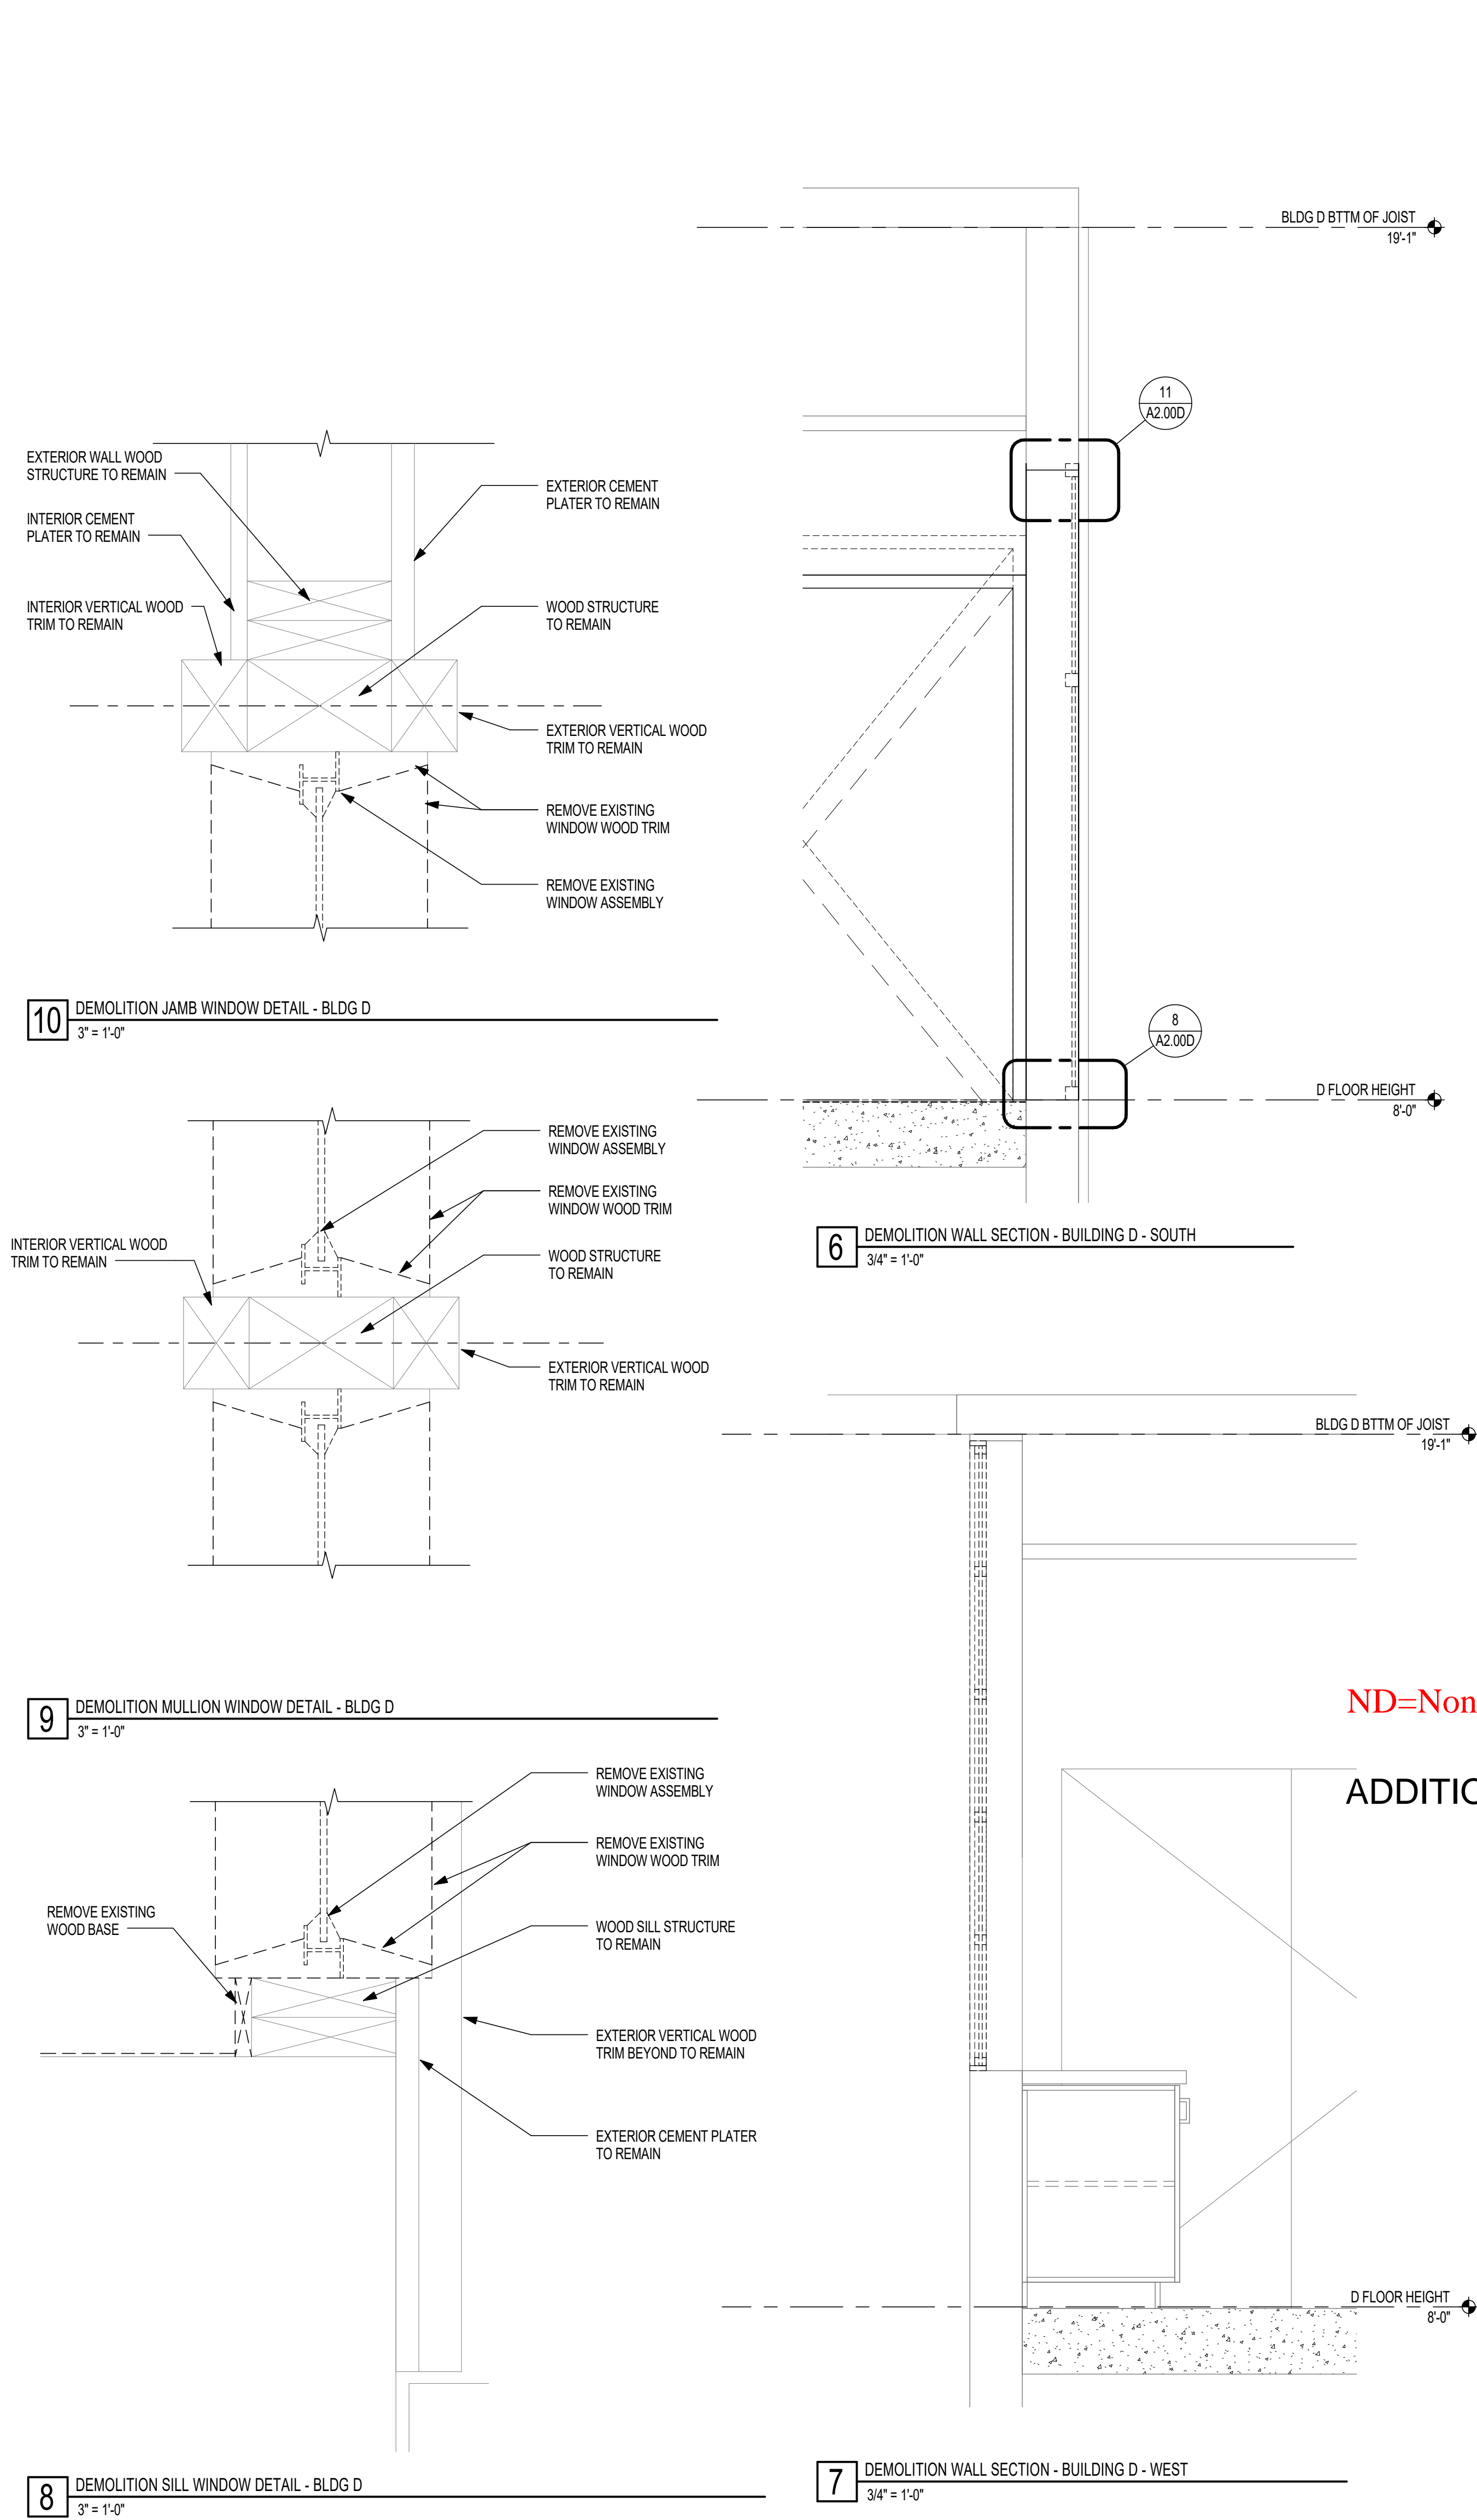 BLDG D BTTM OF JOIST
19'-1"
11
A2.00D
EXTERIOR WALL WOOD
STRUCTURE TO REMAIN
INTERIOR CEMENT
PLATER TO REMAIN
INTERIOR VERTICAL WOOD
TRIM TO REMAIN
EXTERIOR CEMENT
PLATER TO REMAIN
WOOD STRUCTURE
TO REMAIN
EXTERIOR VERTICAL WOOD
TRIM TO REMAIN
REMOVE EXISTING
WINDOW WOOD TRIM
REMOVE EXISTING
WINDOW ASSEMBLY
10
DEMOLITION JAMB WINDOW DETAIL - BLDG D
3" = 1'-0"
8
A2.00D
D FLOOR HEIGHT
8'-0"
6
DEMOLITION WALL SECTION - BUILDING D - SOUTH
3/4" = 1'-0"
INTERIOR VERTICAL WOOD
TRIM TO REMAIN
REMOVE EXISTING
WINDOW ASSEMBLY
REMOVE EXISTING
WINDOW WOOD TRIM
WOOD STRUCTURE
TO REMAIN
EXTERIOR VERTICAL WOOD
TRIM TO REMAIN
9
DEMOLITION MULLION WINDOW DETAIL - BLDG D
3" = 1'-0"
BLDG D BTTM OF JOIST
19'-1"
ND=Non
ADDITIO
REMOVE EXISTING
WOOD BASE
REMOVE EXISTING
WINDOW ASSEMBLY
REMOVE EXISTING
WINDOW WOOD TRIM
WOOD SILL STRUCTURE
TO REMAIN
EXTERIOR VERTICAL WOOD
TRIM BEYOND TO REMAIN
EXTERIOR CEMENT PLATER
TO REMAIN
8
DEMOLITION SILL WINDOW DETAIL - BLDG D
3" = 1'-0"
D FLOOR HEIGHT
8'-0"
7
DEMOLITION WALL SECTION - BUILDING D - WEST
3/4" = 1'-0"